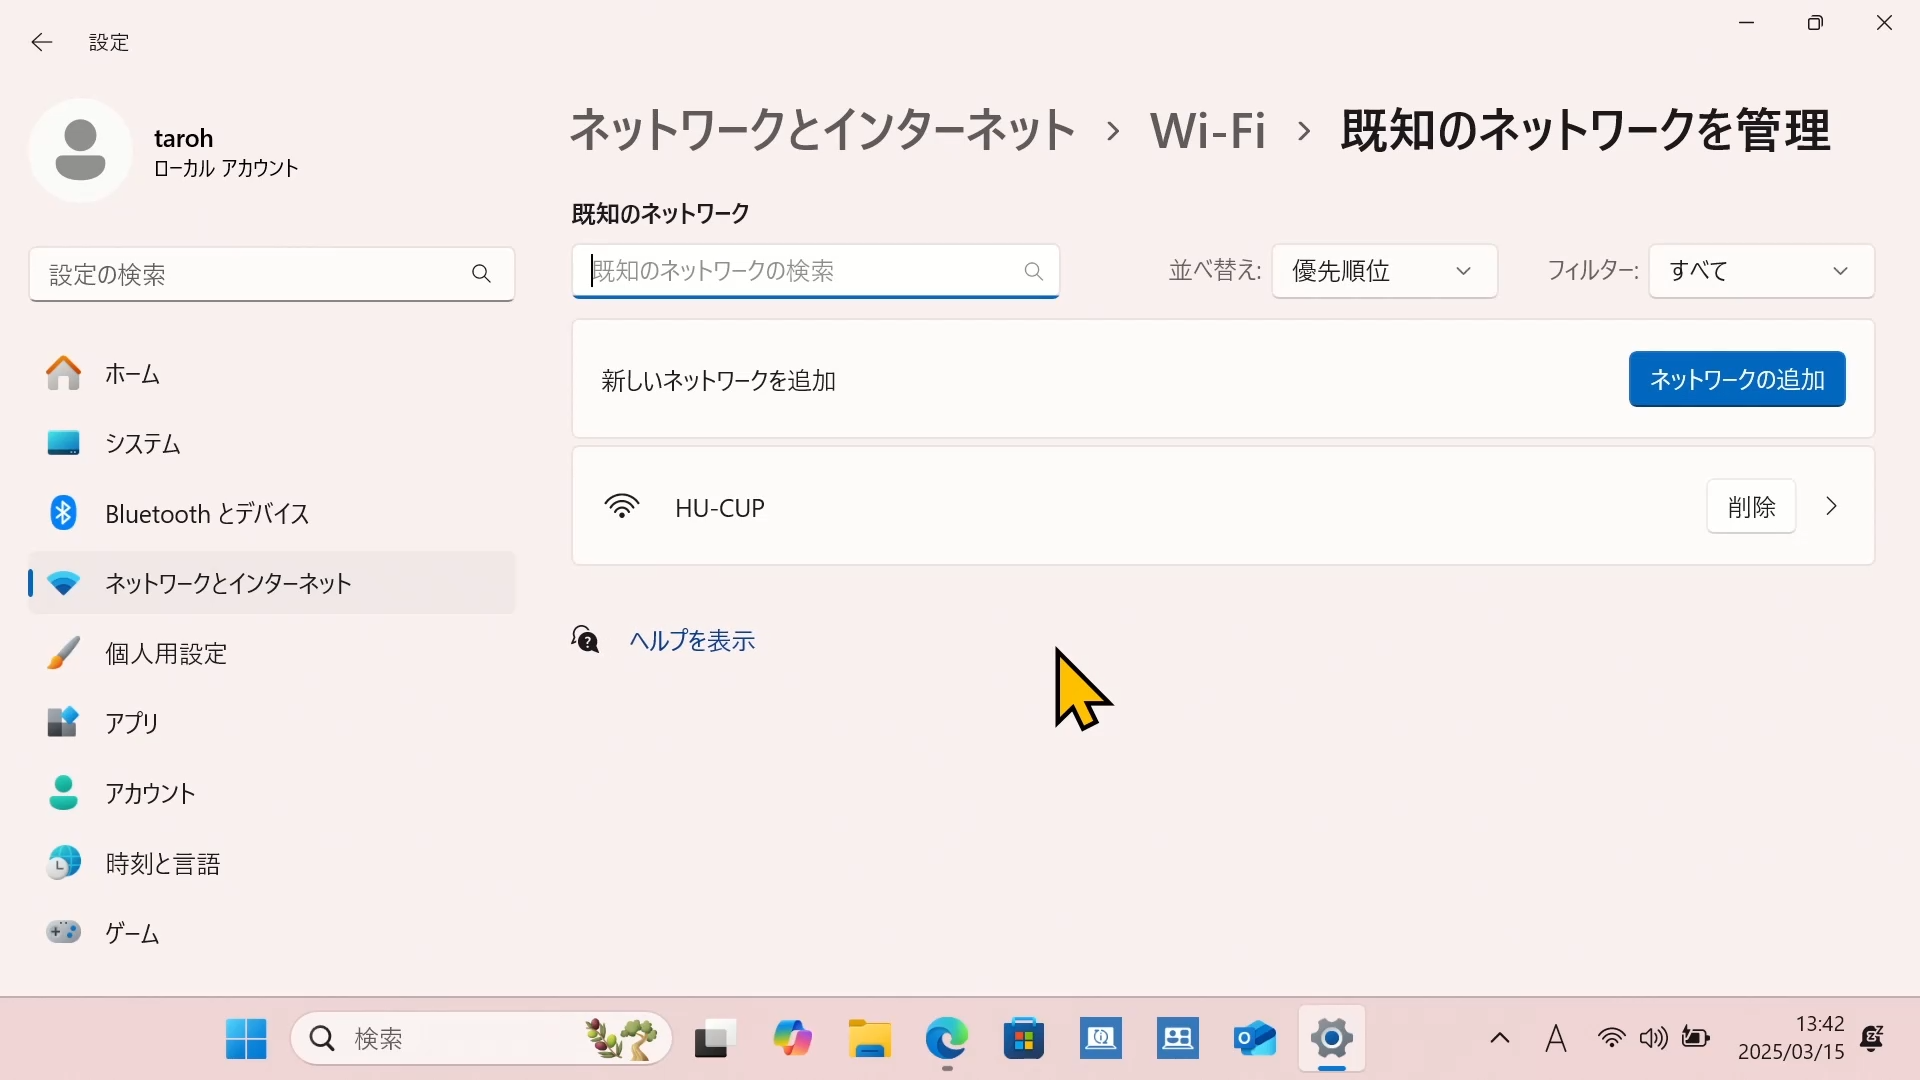 設定
taroh
ローカル アカウント
設定の検索
ホーム
システム
Bluetooth とデバイス
ネットワークとインターネット
個人用設定
アプリ
アカウント
時刻と言語
ゲーム
ネットワークとインターネット › Wi-Fi › 既知のネットワークを管理
既知のネットワーク
既知のネットワークの検索
並べ替え: 優先順位
フィルター: すべて
新しいネットワークを追加
ネットワークの追加
HU-CUP
削除
ヘルプを表示
検索
A
13:42
2025/03/15